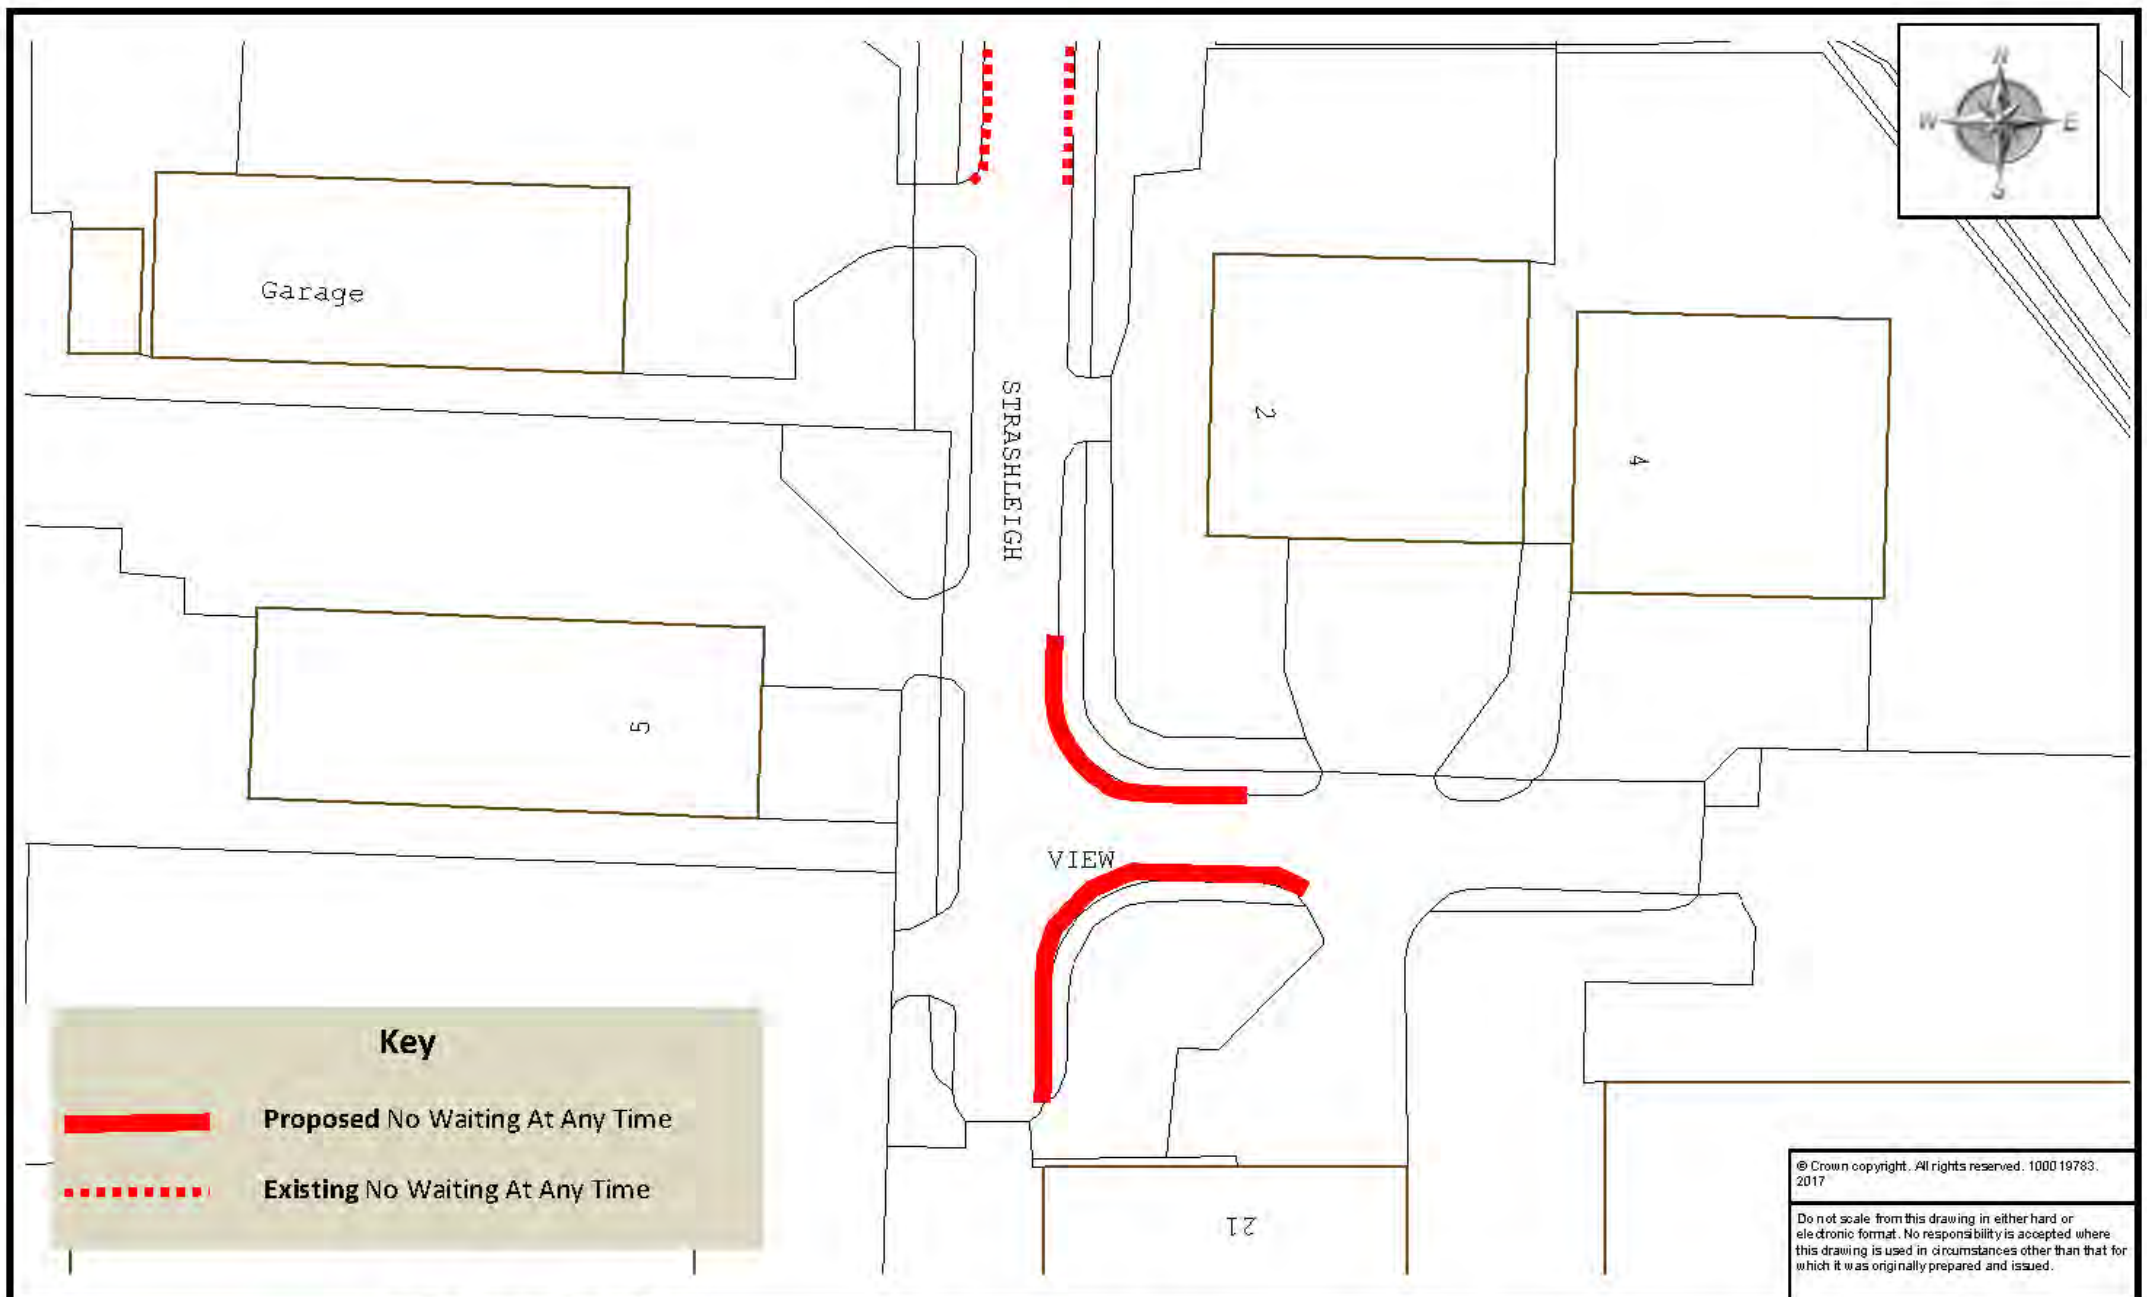 N
W E
S
Garage
STRASHLEIGH
2
4
5
VIEW
Key
Proposed No Waiting At Any Time
Existing No Waiting At Any Time
21
© Crown copyright. All rights reserved. 100019783.
2017
Do not scale from this drawing in either hard or
electronic format. No responsibility is accepted where
this drawing is used in circumstances other than that for
which it was originally prepared and issued.